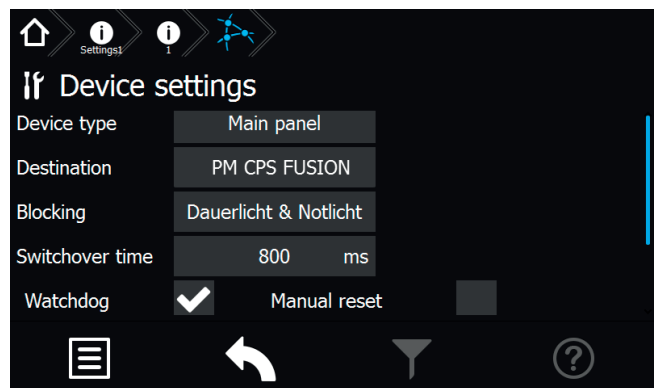 Settings1
1
Device settings
Device type Main panel
Destination PM CPS FUSION
Blocking Dauerlicht & Notlicht
Switchover time 800 ms
Watchdog Manual reset